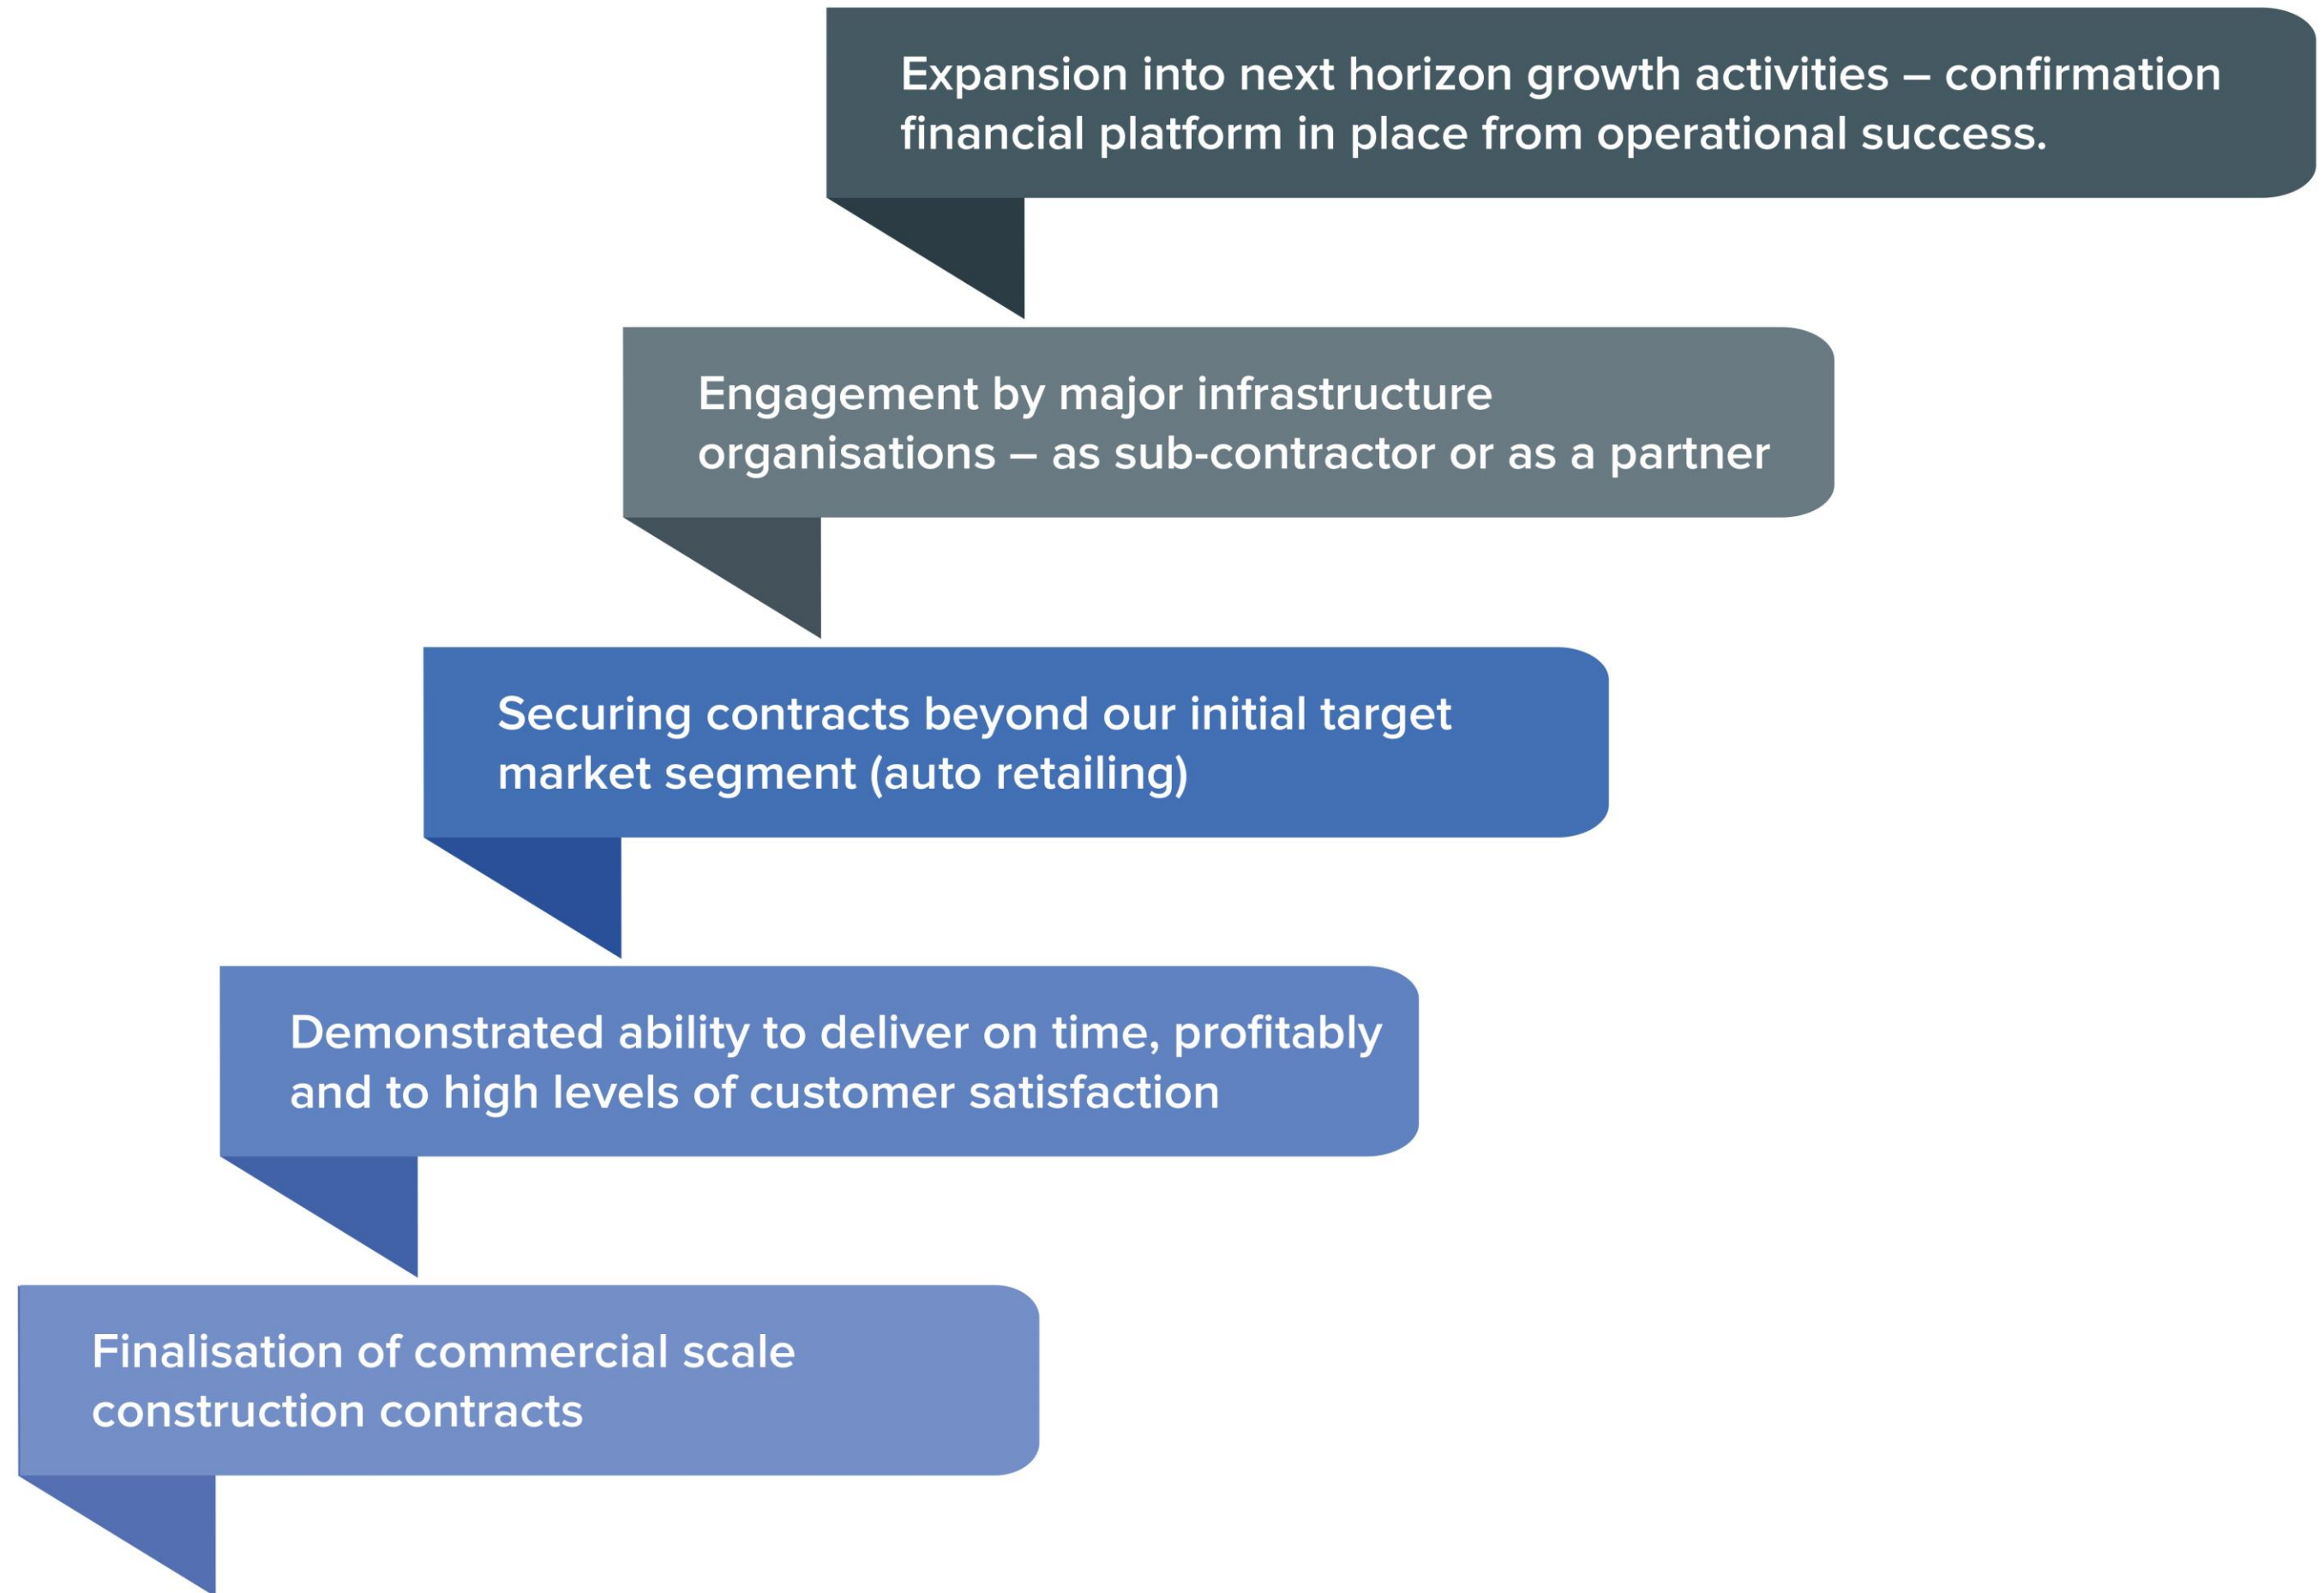 Expansion into next horizon growth activities – confirmation
financial platform in place from operational success.
Engagement by major infrastructure
organisations – as sub-contractor or as a partner
Securing contracts beyond our initial target
market segment (auto retailing)
Demonstrated ability to deliver on time, profitably
and to high levels of customer satisfaction
Finalisation of commercial scale
construction contracts